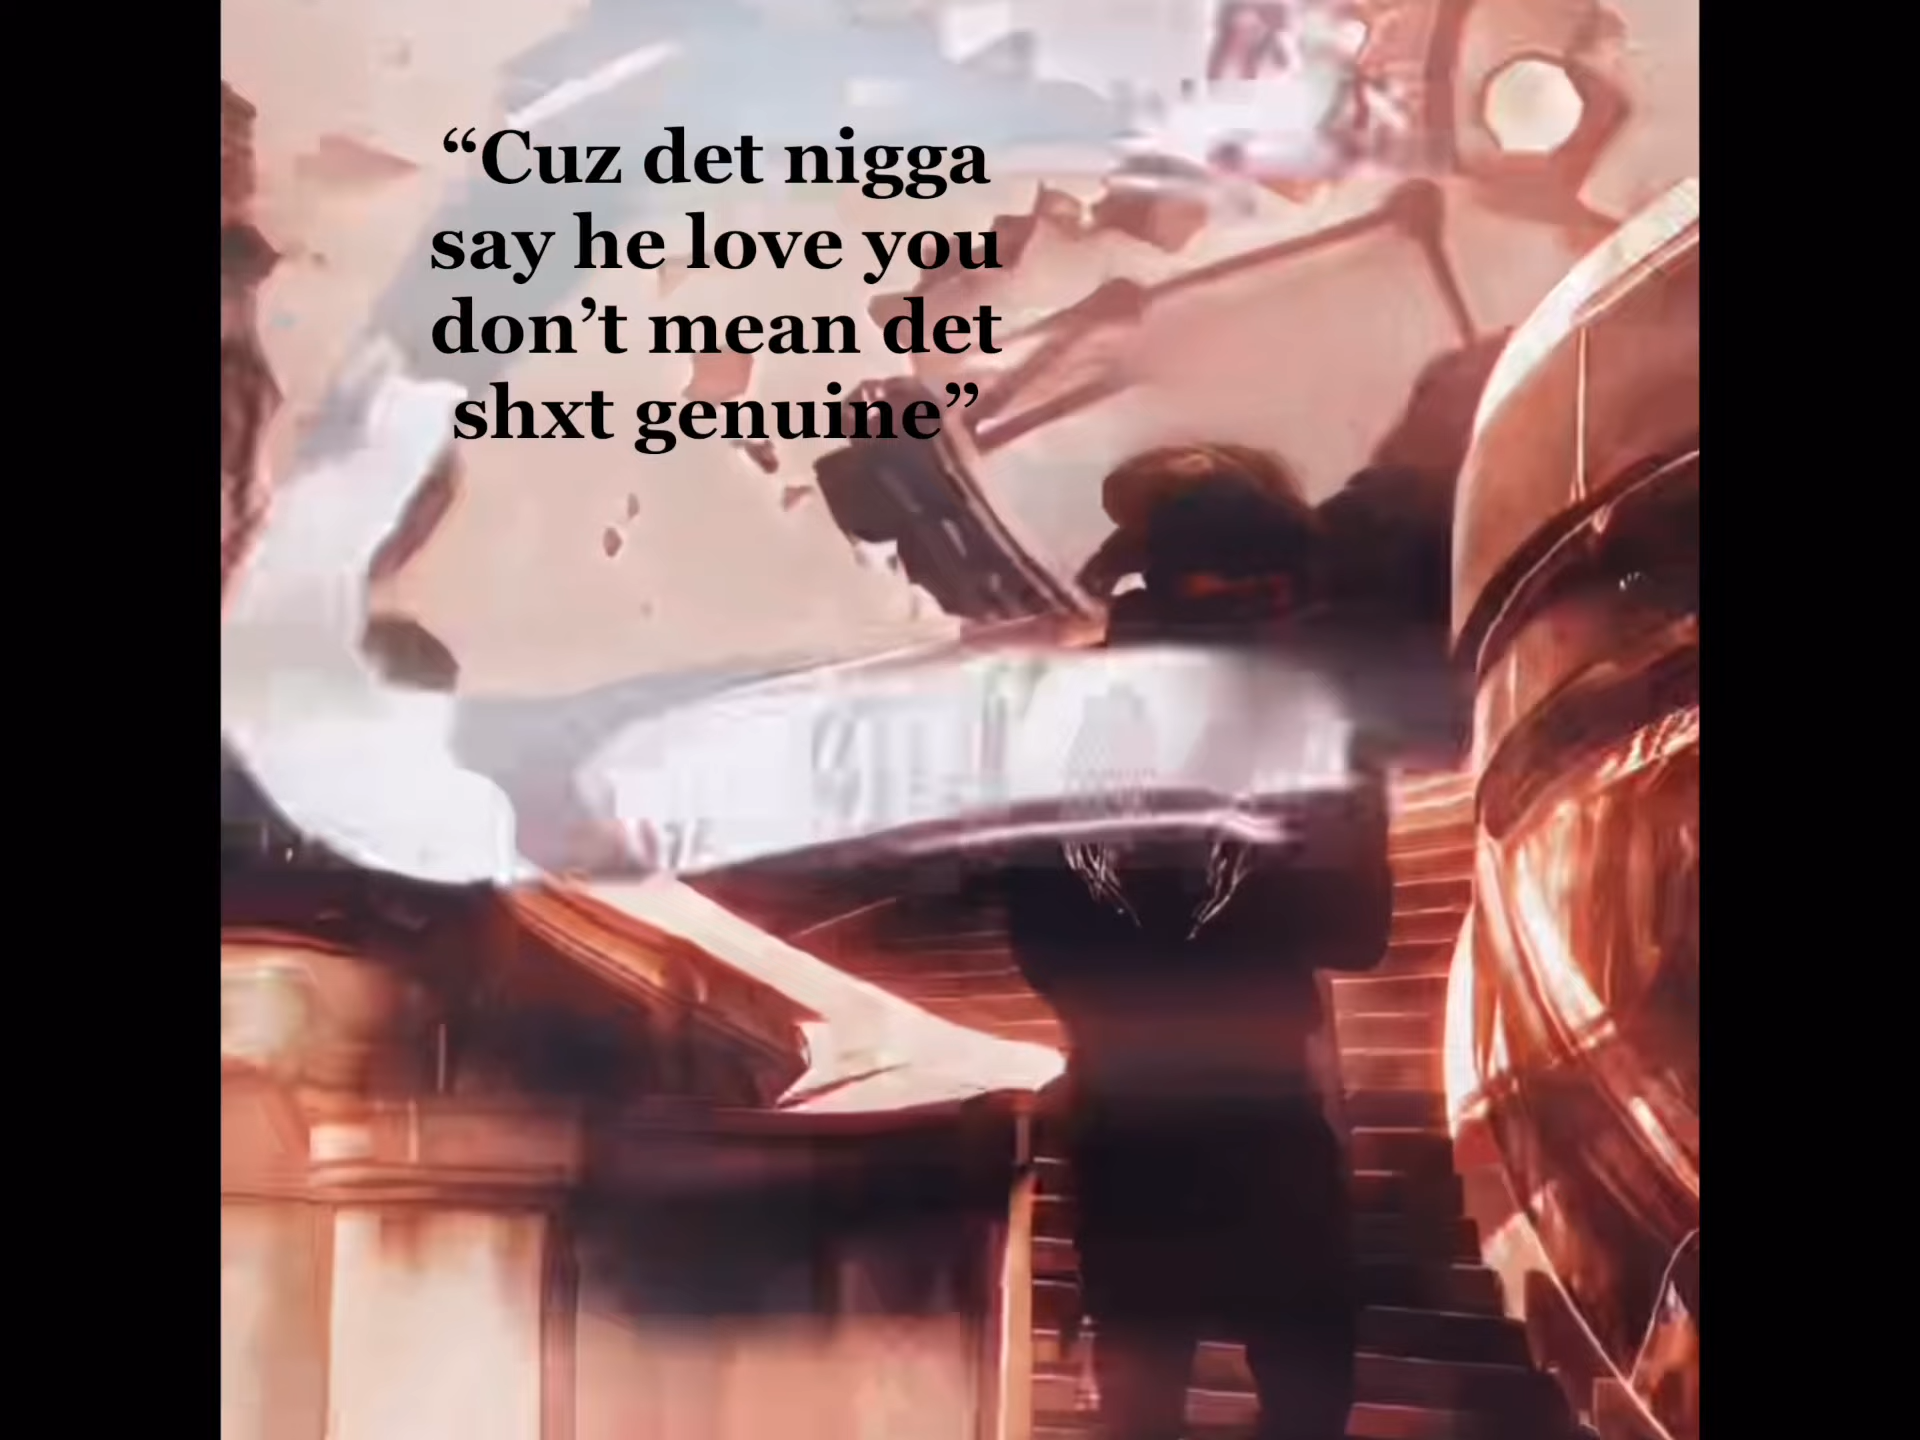 “Cuz det nigga
say he love you
don’t mean det
shxt genuine”